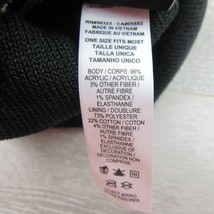 MADE IN VIETNAM
FABRIQUE AU VIETNAM
ONE SIZE FITS MOST
TAILLE UNIQUE
TALLA UNICA
TAMANHO UNICO
BODY / CORPS: 96%
ACRYLIC / ACRYLIQUE
3% OTHER FIBER /
AUTRE FIBRE
1% SPANDEX /
ELASTHANNE
LINING / DOUBLURE:
73% POLYESTER
22% COTTON / COTON
4% OTHER FIBER /
AUTRE FIBRE
1% SPANDEX /
ELASTHANNE
EXCLUSIVE OF
DECORATION /
DECORATION NON
COMPRISE